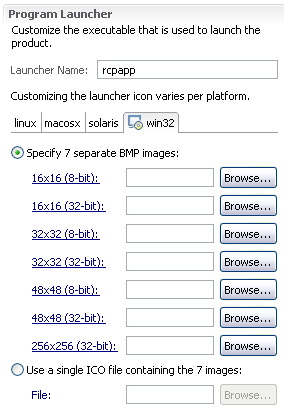 Program Launcher
Customize the executable that is used to launch the
product.
Launcher Name: rcpapp
Customizing the launcher icon varies per platform.
linux macosx solaris win32
Specify 7 separate BMP images:
16x16 (8-bit): Browse...
16x16 (32-bit): Browse...
32x32 (8-bit): Browse...
32x32 (32-bit): Browse...
48x48 (8-bit): Browse...
48x48 (32-bit): Browse...
256x256 (32-bit): Browse...
Use a single ICO file containing the 7 images:
File: Browse...